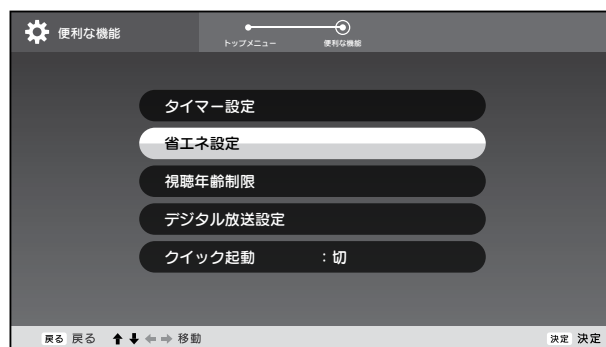 便利な機能
トップメニュー 便利な機能
タイマー設定
省エネ設定
視聴年齢制限
デジタル放送設定
クイック起動 :切
戻る 戻る 移動 決定 決定